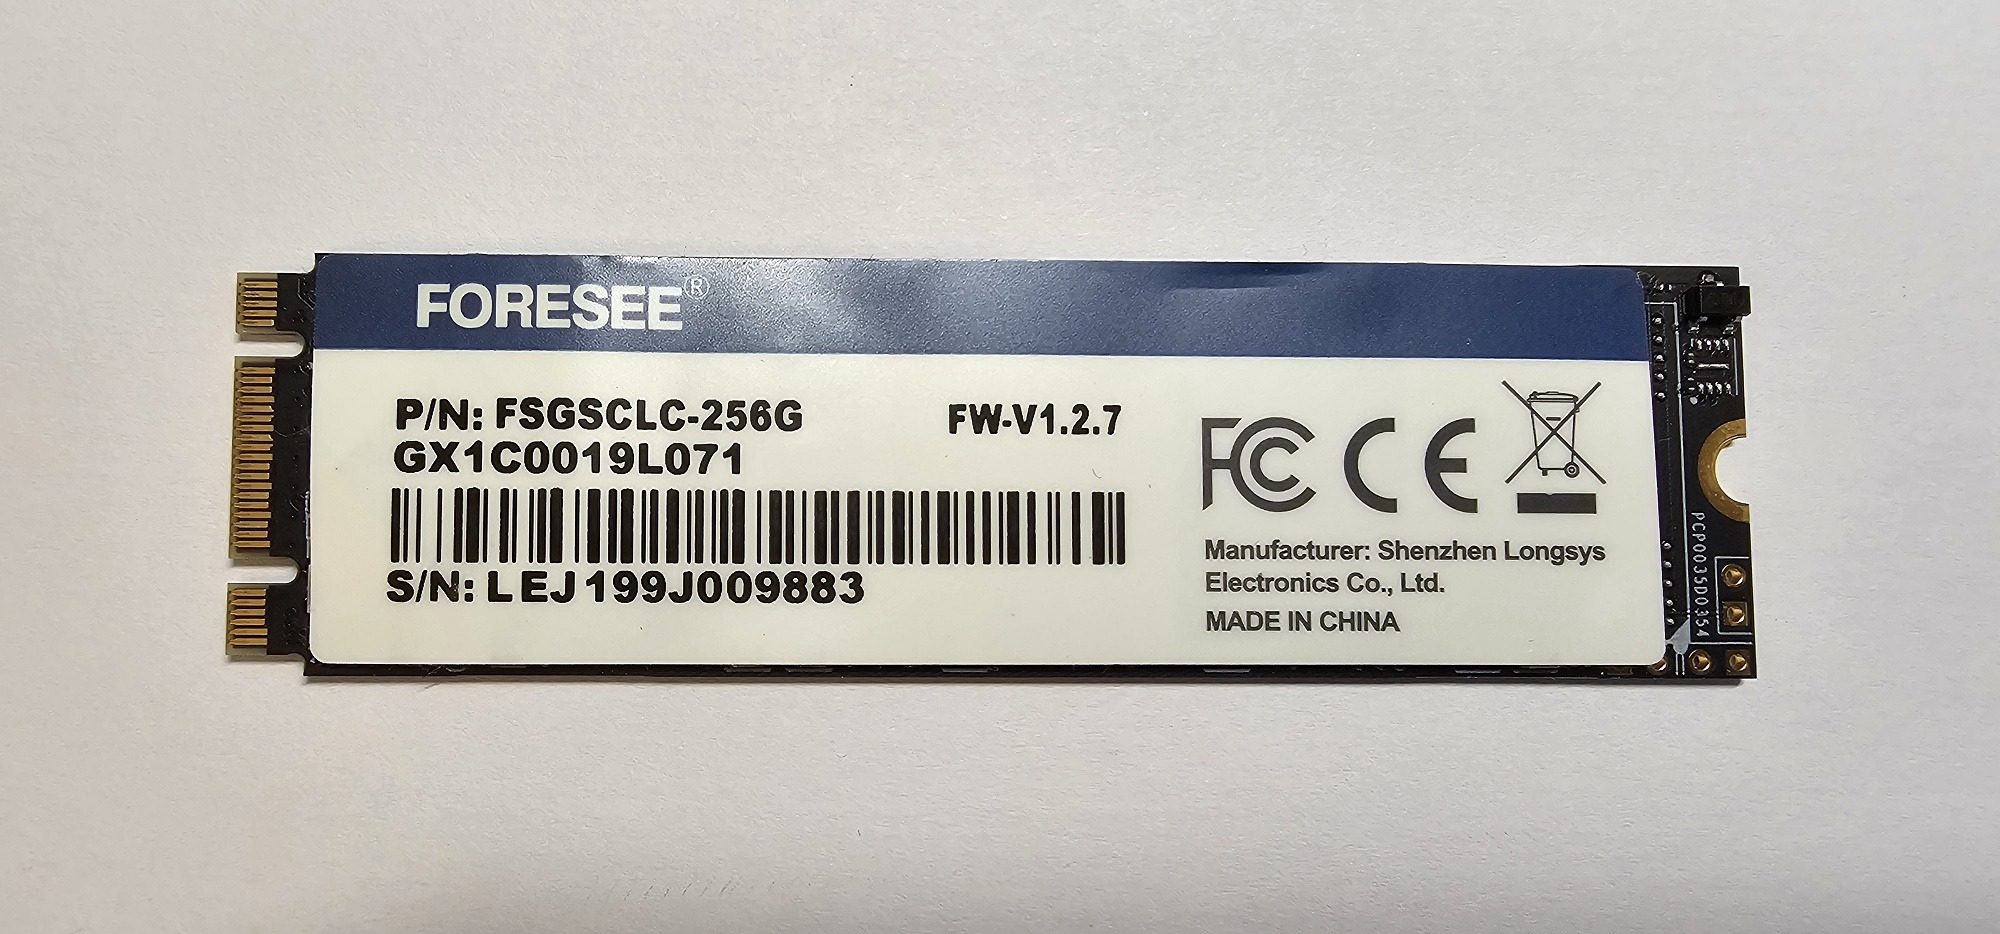 FORESEE®
P/N: FSGSCLC-256G
FW-V1.2.7
GX1C0019L071
S/N: LEJ199J009883
FC CE
Manufacturer: Shenzhen Longsys
Electronics Co., Ltd.
MADE IN CHINA
PCP0035D0354